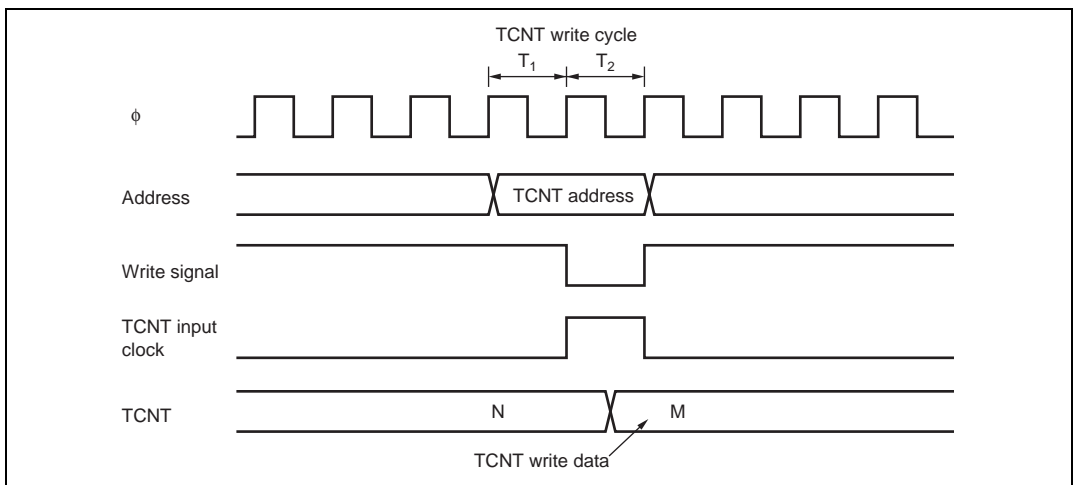 TCNT write cycle
T1 T2
ϕ
Address
TCNT address
Write signal
TCNT input
clock
TCNT
N
M
TCNT write data